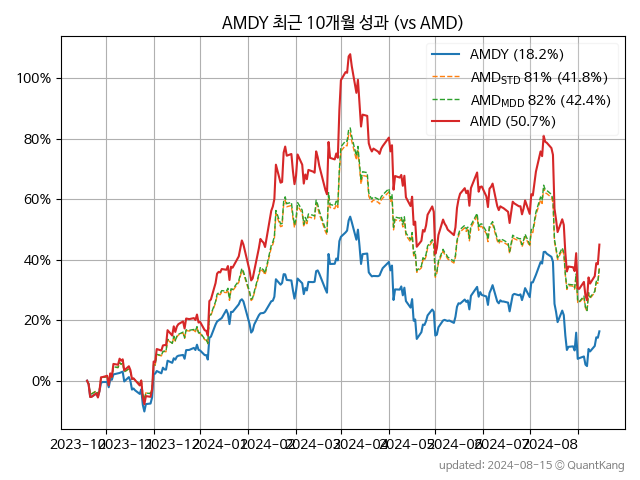 AMDY 최근 10개월 성과 (vs AMD)
AMDY (18.2%)
AMD_STD 81% (41.8%)
AMD_MDD 82% (42.4%)
AMD (50.7%)
100%
80%
60%
40%
20%
0%
2023-10 2023-11 2023-12 2024-01 2024-02 2024-03 2024-04 2024-05 2024-06 2024-07 2024-08
updated: 2024-08-15 © QuantKang